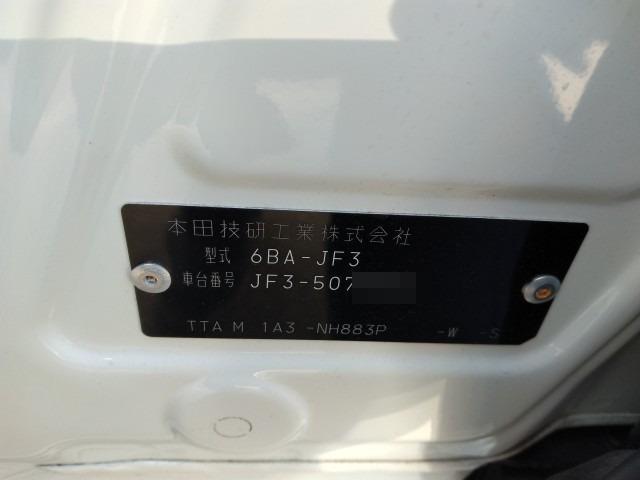 本田技研工業株式会社
型式 6BA-JF3
車台番号 JF3-507
TTA M 1A3 -NH883P -W -S